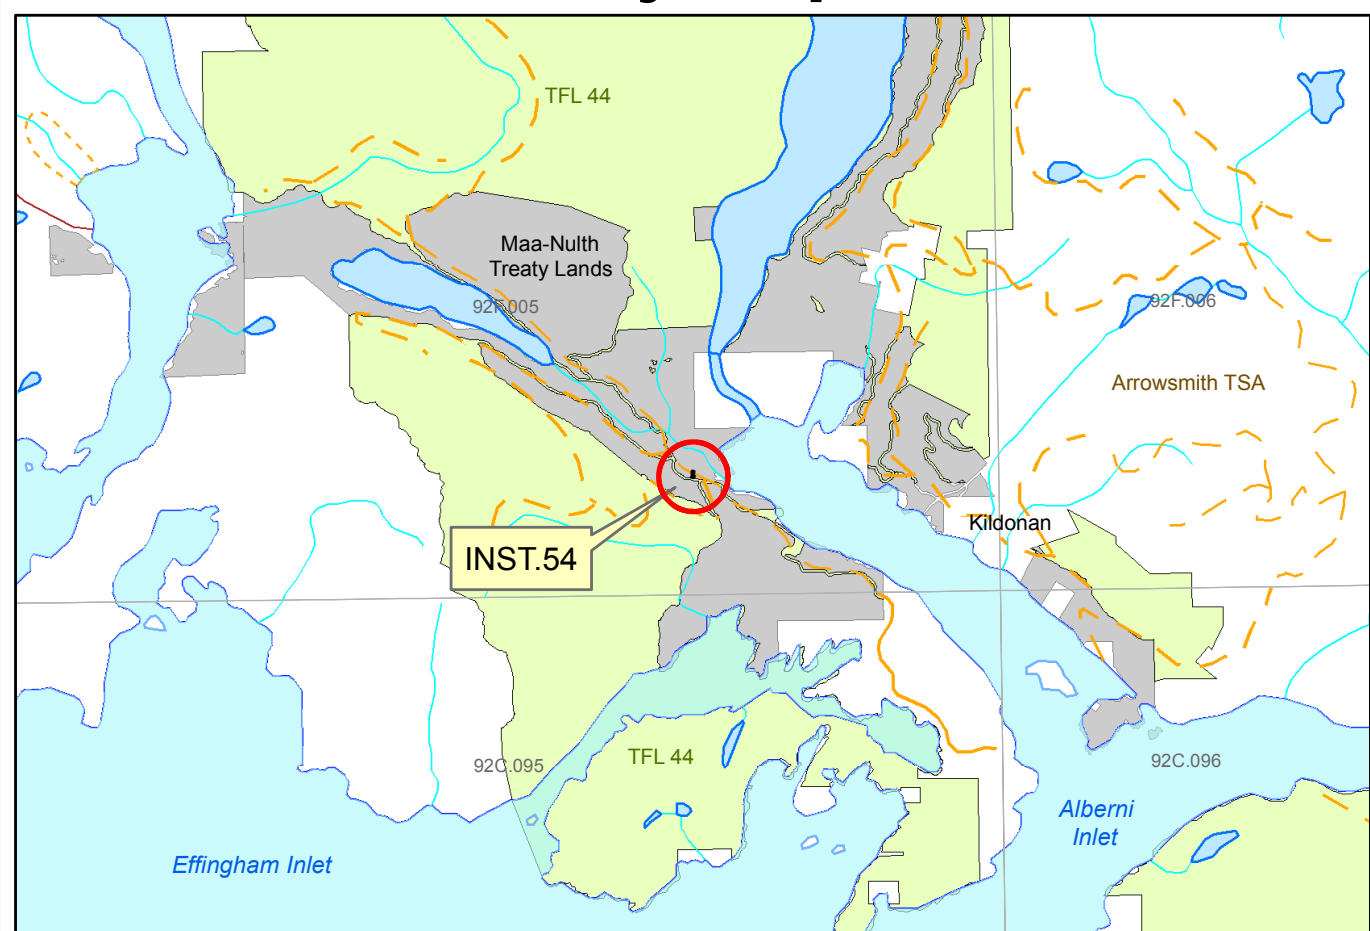 TFL 44
Maa-Nulth
Treaty Lands
92F.005
92F.006
Arrowsmith TSA
Kildonan
INST.54
TFL 44
92C.095
92C.096
Alberni
Inlet
Effingham Inlet